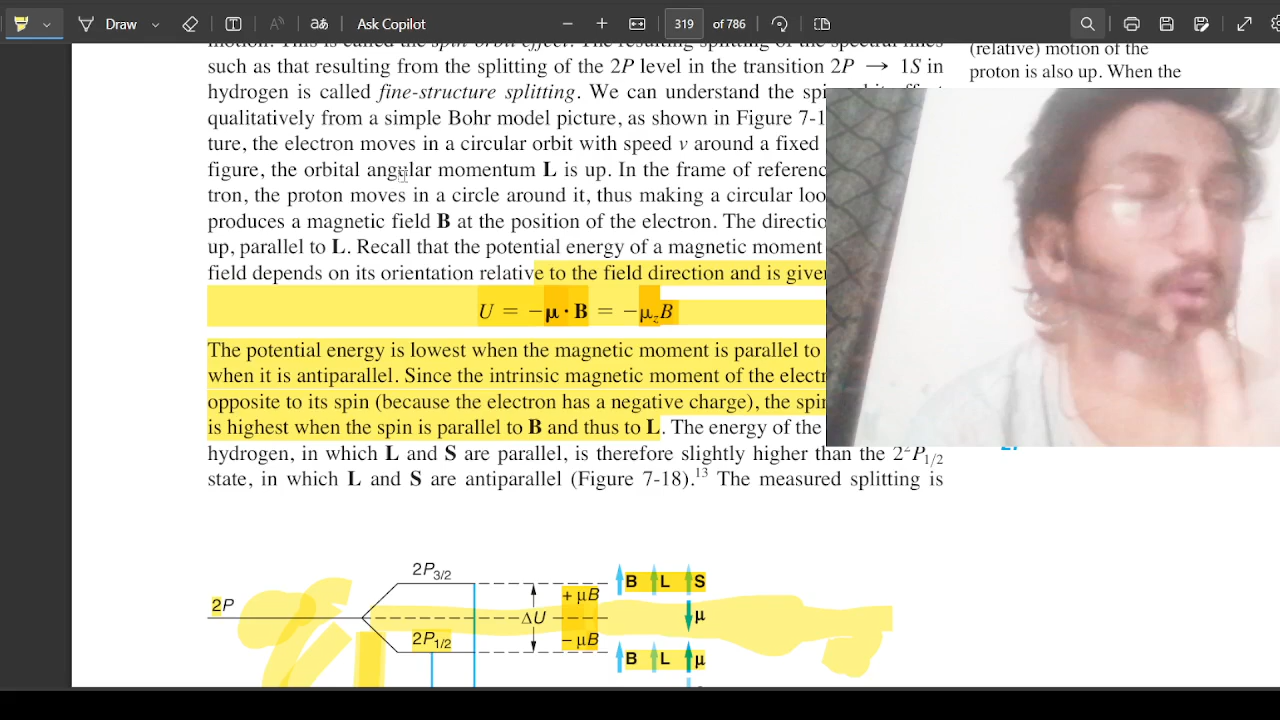 Draw
Ask Copilot
319 of 786
such as that resulting from the splitting of the 2P level in the transition 2P → 1S in
hydrogen is called fine-structure splitting. We can understand the
qualitatively from a simple Bohr model picture, as shown in Figure
ture, the electron moves in a circular orbit with speed v around a fixed
figure, the orbital angular momentum L is up. In the frame of
tron, the proton moves in a circle around it, thus making a circular
produces a magnetic field B at the position of the electron. The
up, parallel to L. Recall that the potential energy of a magnetic moment
field depends on its orientation relative to the field direction and is
U = −μ · B = −μzB
The potential energy is lowest when the magnetic moment is parallel to
when it is antiparallel. Since the intrinsic magnetic moment of the
opposite to its spin (because the electron has a negative charge), the
is highest when the spin is parallel to B and thus to L. The energy of the
hydrogen, in which L and S are parallel, is therefore slightly higher than the 2²P1/2
state, in which L and S are antiparallel (Figure 7-18).¹³ The measured splitting is
(relative) motion of the
proton is also up. When the
2P3/2
B L S
2P
+ μB
μ
ΔU
2P1/2
− μB
B L μ